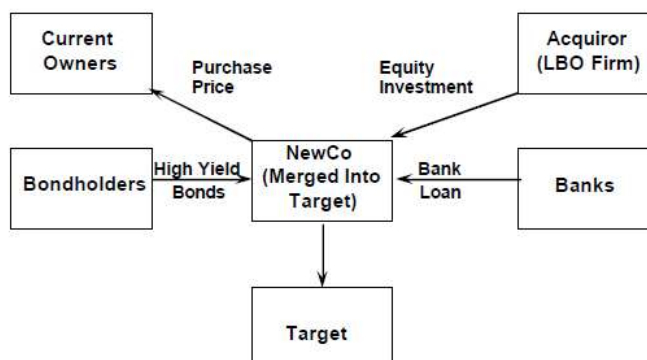 Current
Owners
Acquiror
(LBO Firm)
Purchase
Price
Equity
Investment
Bondholders
High Yield
Bonds
NewCo
(Merged Into
Target)
Bank
Loan
Banks
Target